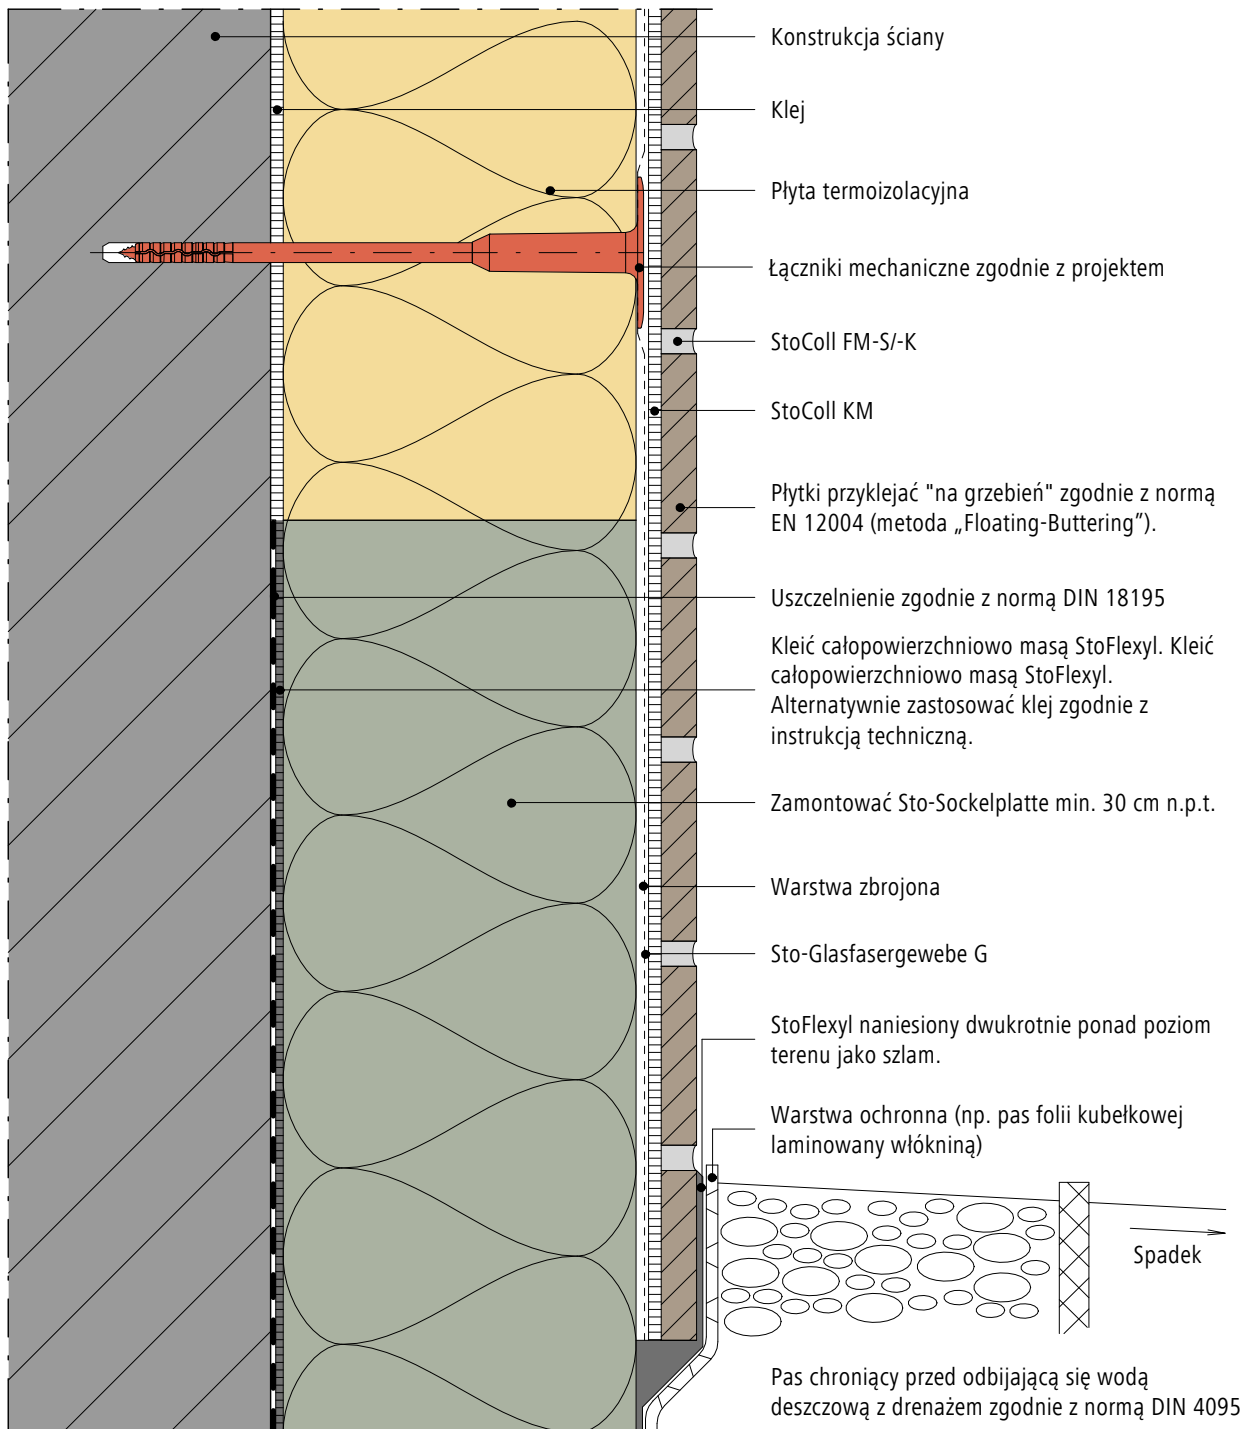 Konstrukcja ściany
Klej
Płyta termoizolacyjna
Łączniki mechaniczne zgodnie z projektem
StoColl FM-S/-K
StoColl KM
Płytki przyklejać "na grzebień" zgodnie z normą
EN 12004 (metoda „Floating-Buttering”).
Uszczelnienie zgodnie z normą DIN 18195
Kleić całopowierzchniowo masą StoFlexyl. Kleić
całopowierzchniowo masą StoFlexyl.
Alternatywnie zastosować klej zgodnie z
instrukcją techniczną.
Zamontować Sto-Sockelplatte min. 30 cm n.p.t.
Warstwa zbrojona
Sto-Glasfasergewebe G
StoFlexyl naniesiony dwukrotnie ponad poziom
terenu jako szlam.
Warstwa ochronna (np. pas folii kubełkowej
laminowany włókniną)
Spadek
Pas chroniący przed odbijającą się wodą
deszczową z drenażem zgodnie z normą DIN 4095